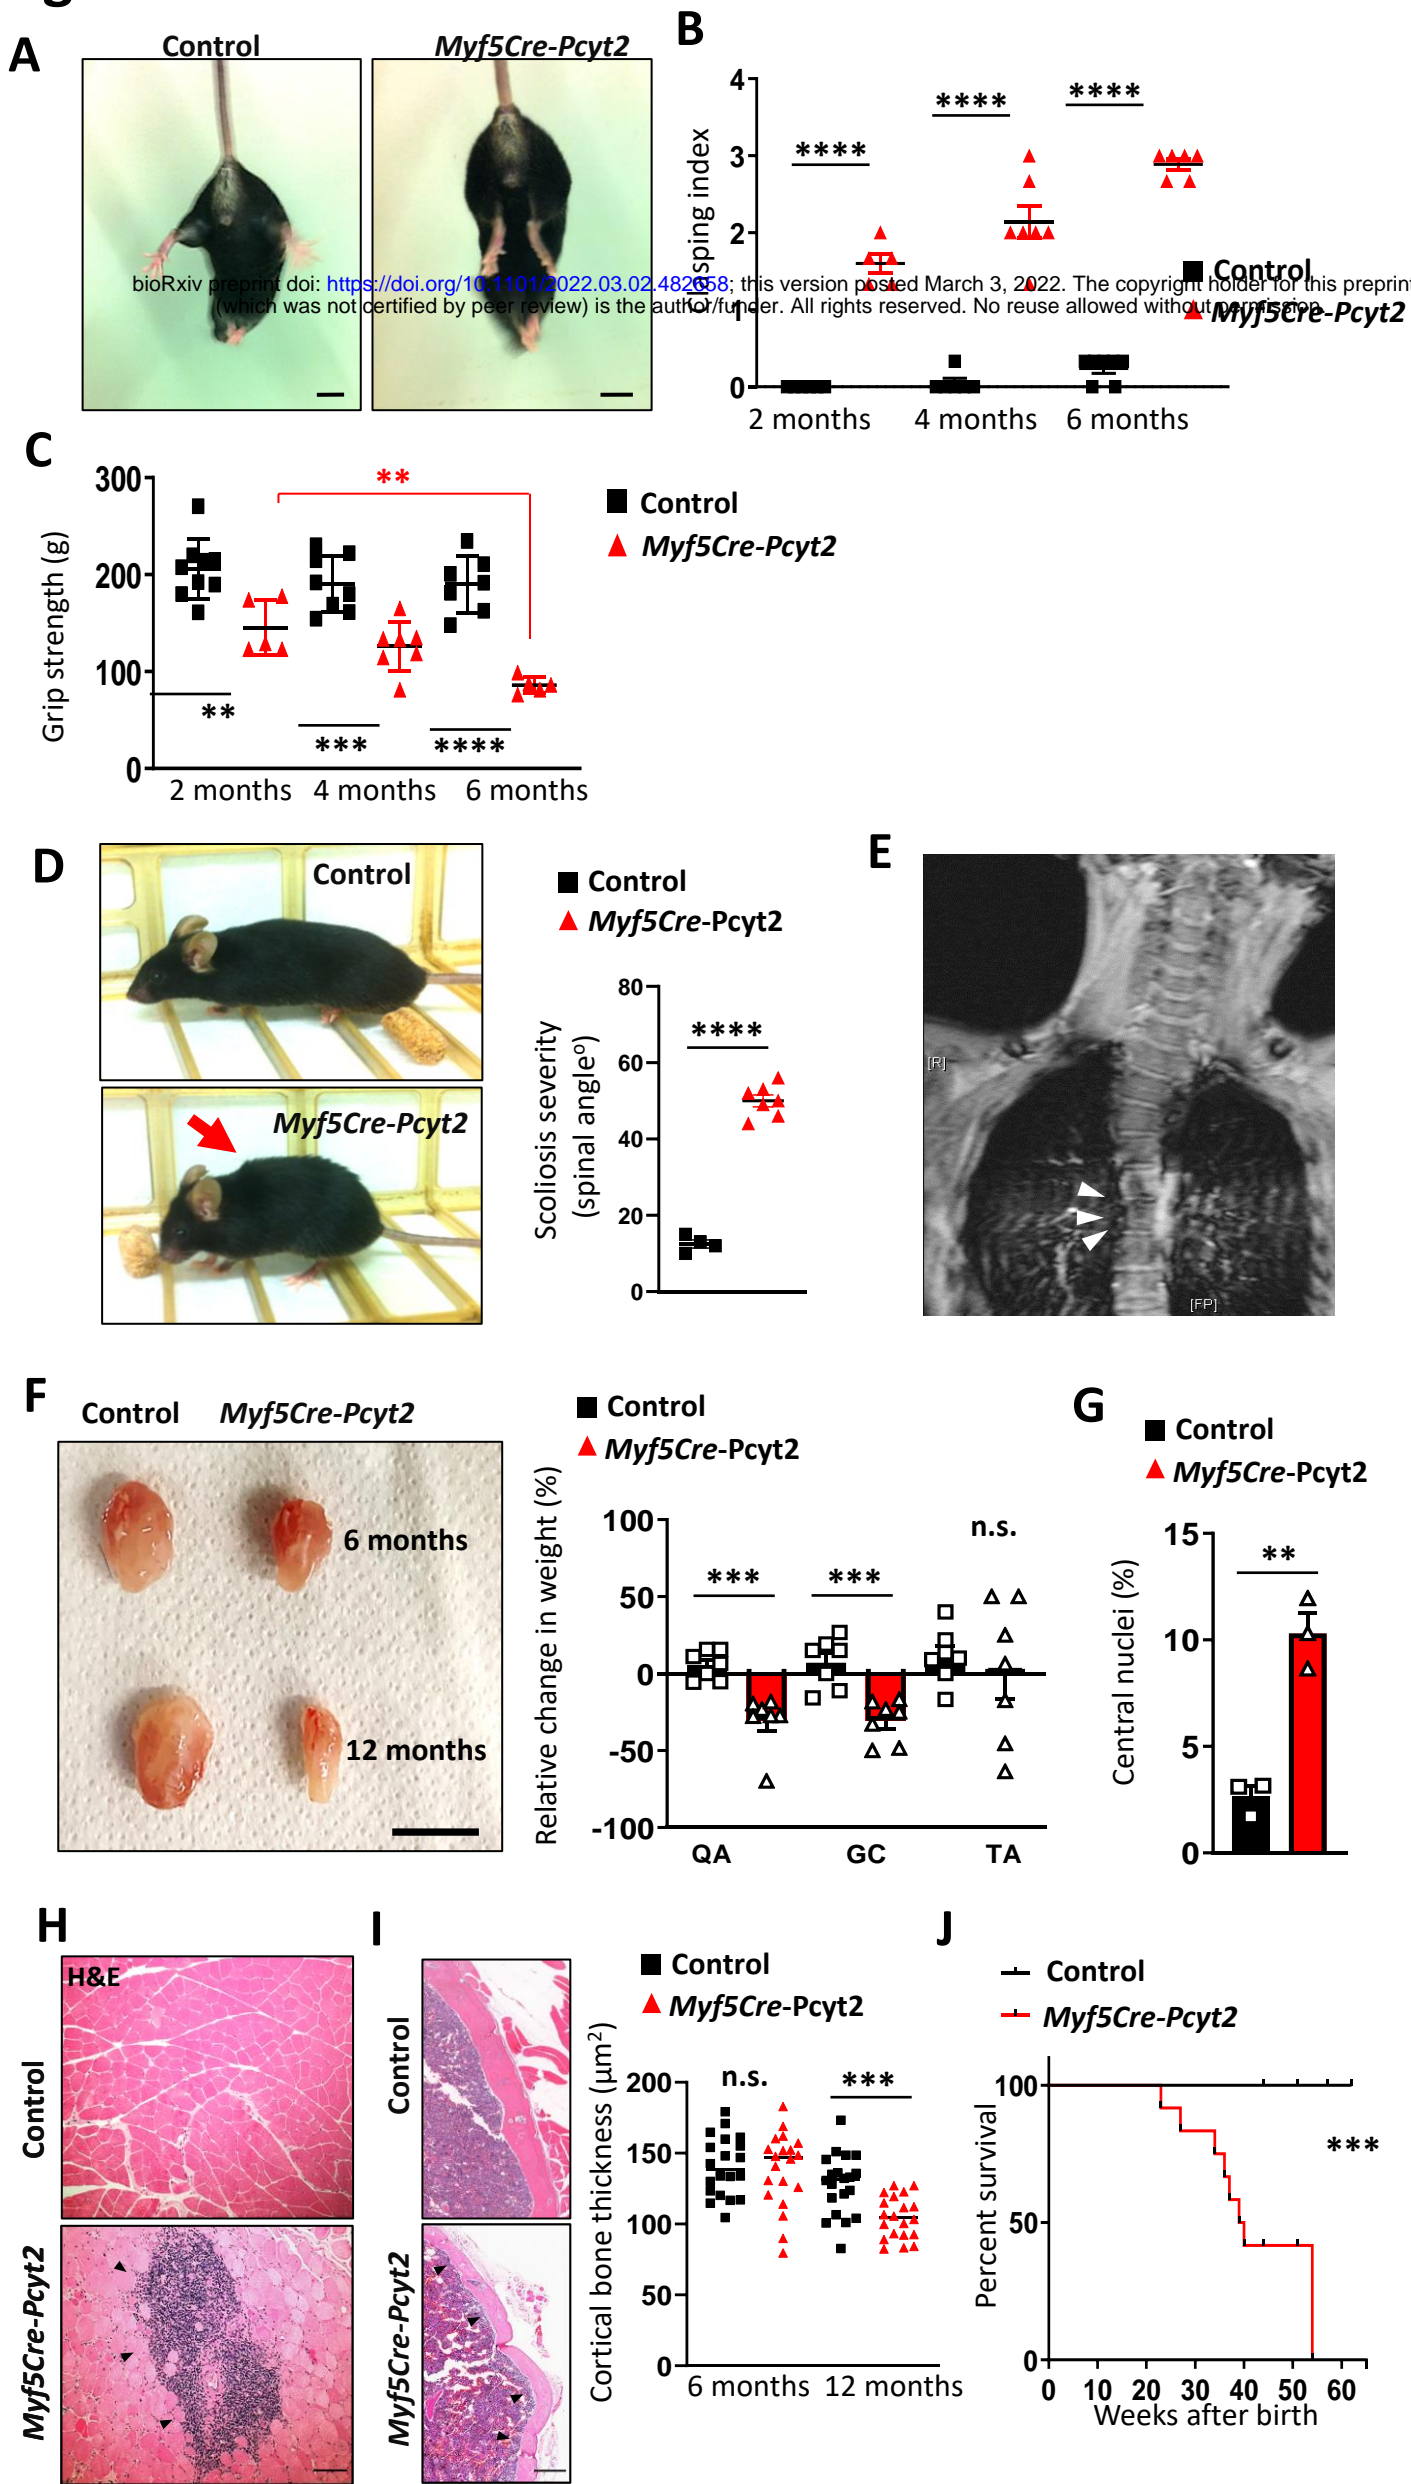 A
Control
Myf5Cre-Pcyt2
B
Clasping index
4
3
2
1
0
****
****
****
2 months
4 months
6 months
Control
Myf5Cre-Pcyt2
bioRxiv preprint doi: https://doi.org/10.1101/2022.03.02.482658; this version posted March 3, 2022. The copyright holder for this preprint
(which was not certified by peer review) is the author/funder. All rights reserved. No reuse allowed without permission.
C
Grip strength (g)
300
200
100
0
**
**
***
****
2 months
4 months
6 months
Control
Myf5Cre-Pcyt2
D
Control
Myf5Cre-Pcyt2
Control
Myf5Cre-Pcyt2
Scoliosis severity
(spinal angleº)
80
60
40
20
0
****
E
[R]
[FP]
F
Control
Myf5Cre-Pcyt2
6 months
12 months
Control
Myf5Cre-Pcyt2
Relative change in weight (%)
100
50
0
-50
-100
***
***
n.s.
QA
GC
TA
G
Control
Myf5Cre-Pcyt2
Central nuclei (%)
15
10
5
0
**
H
H&E
Control
Myf5Cre-Pcyt2
I
Control
Myf5Cre-Pcyt2
Control
Myf5Cre-Pcyt2
Cortical bone thickness (µm²)
200
150
100
50
0
n.s.
***
6 months
12 months
J
Control
Myf5Cre-Pcyt2
Percent survival
100
50
0
***
0 10 20 30 40 50 60
Weeks after birth